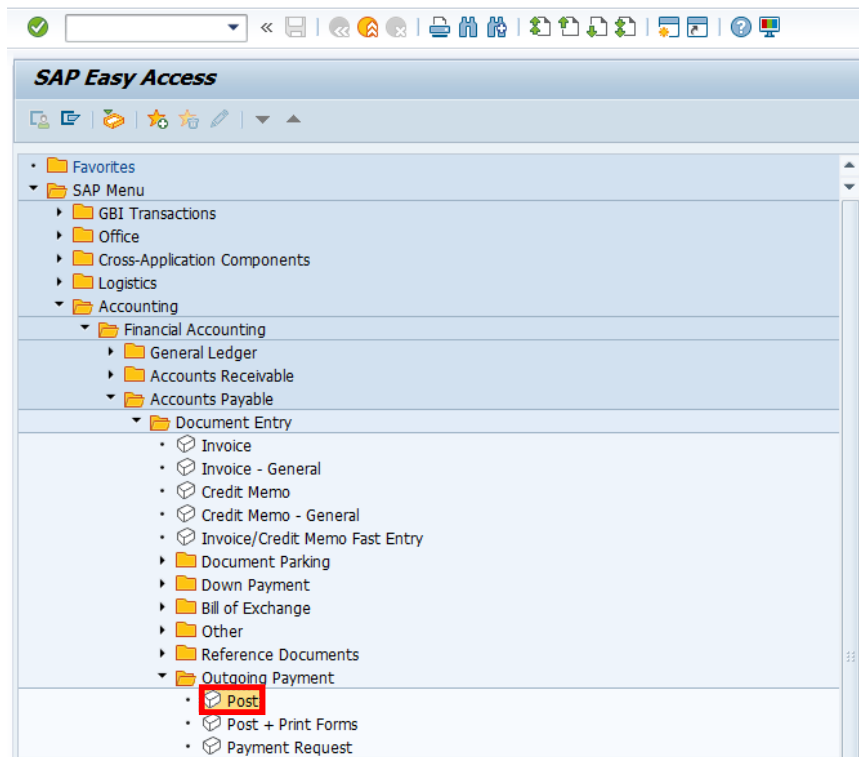 SAP Easy Access
Favorites
SAP Menu
GBI Transactions
Office
Cross-Application Components
Logistics
Accounting
Financial Accounting
General Ledger
Accounts Receivable
Accounts Payable
Document Entry
Invoice
Invoice - General
Credit Memo
Credit Memo - General
Invoice/Credit Memo Fast Entry
Document Parking
Down Payment
Bill of Exchange
Other
Reference Documents
Outgoing Payment
Post
Post + Print Forms
Payment Request